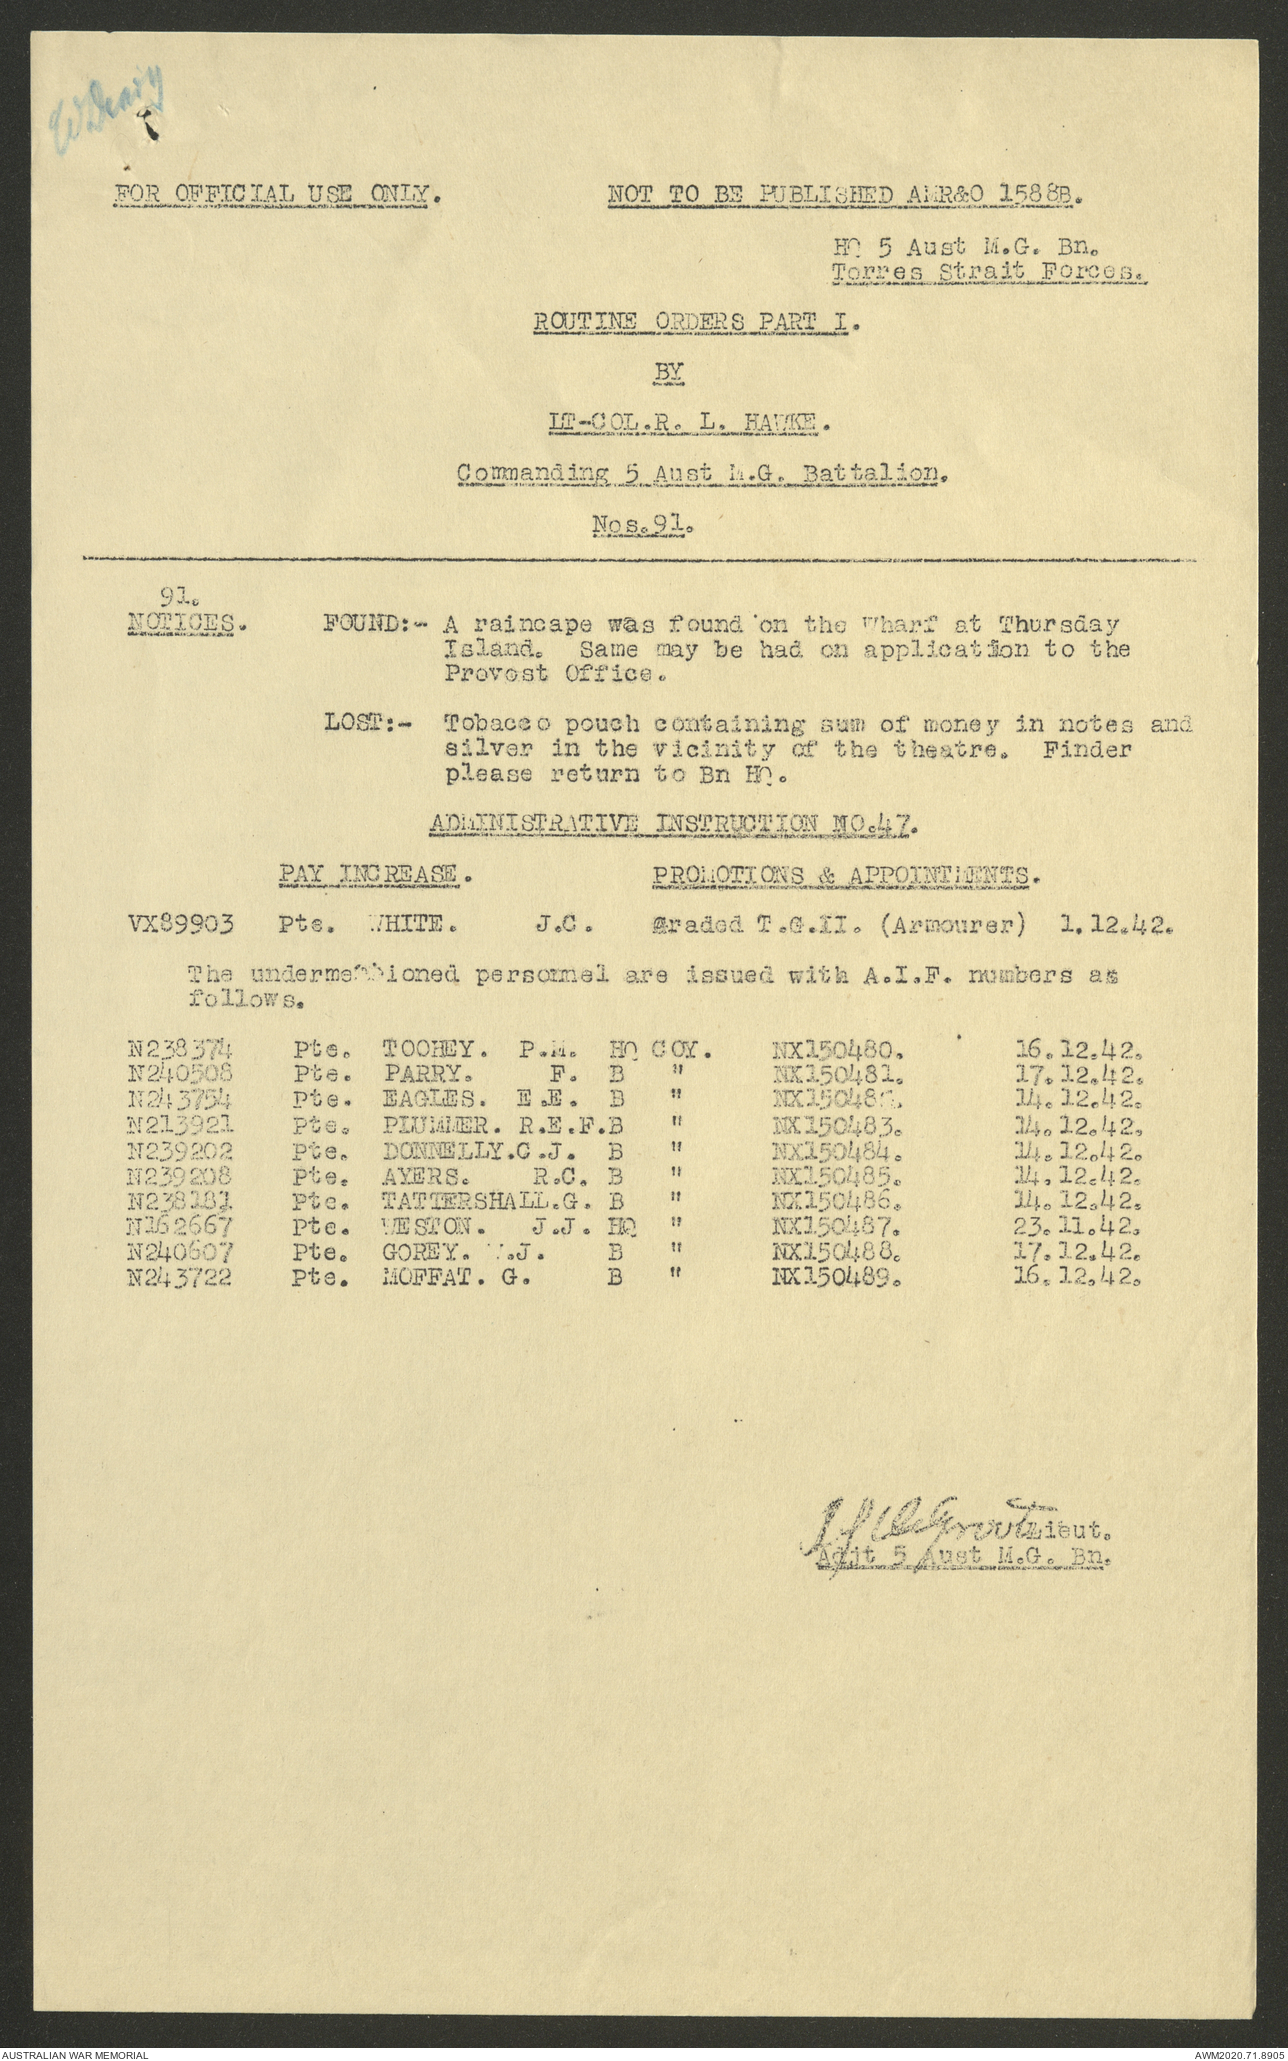 W Diary
FOR OFFICIAL USE ONLY. NOT TO BE PUBLISHED AMR&O 1588B.
HQ 5 Aust M.G. Bn.
Torres Strait Forces.
ROUTINE ORDERS PART I.
BY
LT-COL.R. L. HAWKE.
Commanding 5 Aust M.G. Battalion.
Nos.91.
91.
NOTICES. FOUND:- A raincape was found on the Wharf at Thursday
Island. Same may be had on application to the
Provost Office.
LOST:- Tobacco pouch containing sum of money in notes and
silver in the vicinity of the theatre. Finder
please return to Bn HQ.
ADMINISTRATIVE INSTRUCTION NO.47.
PAY INCREASE. PROMOTIONS & APPOINTMENTS.
VX89903 Pte. WHITE. J.C. Graded T.G.II. (Armourer) 1.12.42.
The undermentioned personnel are issued with A.I.F. numbers as
follows.
N238374 Pte. TOOHEY. P.M. HQ COY. NX150480. 16.12.42.
N240508 Pte. PARRY. F. B " NX150481. 17.12.42.
N243754 Pte. EAGLES. E.E. B " NX150482. 14.12.42.
N213921 Pte. PLUMMER. R.E.F.B " NX150483. 14.12.42.
N239202 Pte. DONNELLY.C.J. B " NX150484. 14.12.42.
N239208 Pte. AYERS. R.C. B " NX150485. 14.12.42.
N238181 Pte. TATTERSHALL.G. B " NX150486. 14.12.42.
N162667 Pte. WESTON. J.J. HQ " NX150487. 23.11.42.
N240607 Pte. GOREY. .J. B " NX150488. 17.12.42.
N243722 Pte. MOFFAT. G. B " NX150489. 16.12.42.
Lieut.
Adjt 5 Aust M.G. Bn.
AUSTRALIAN WAR MEMORIAL AWM2020.71.8905